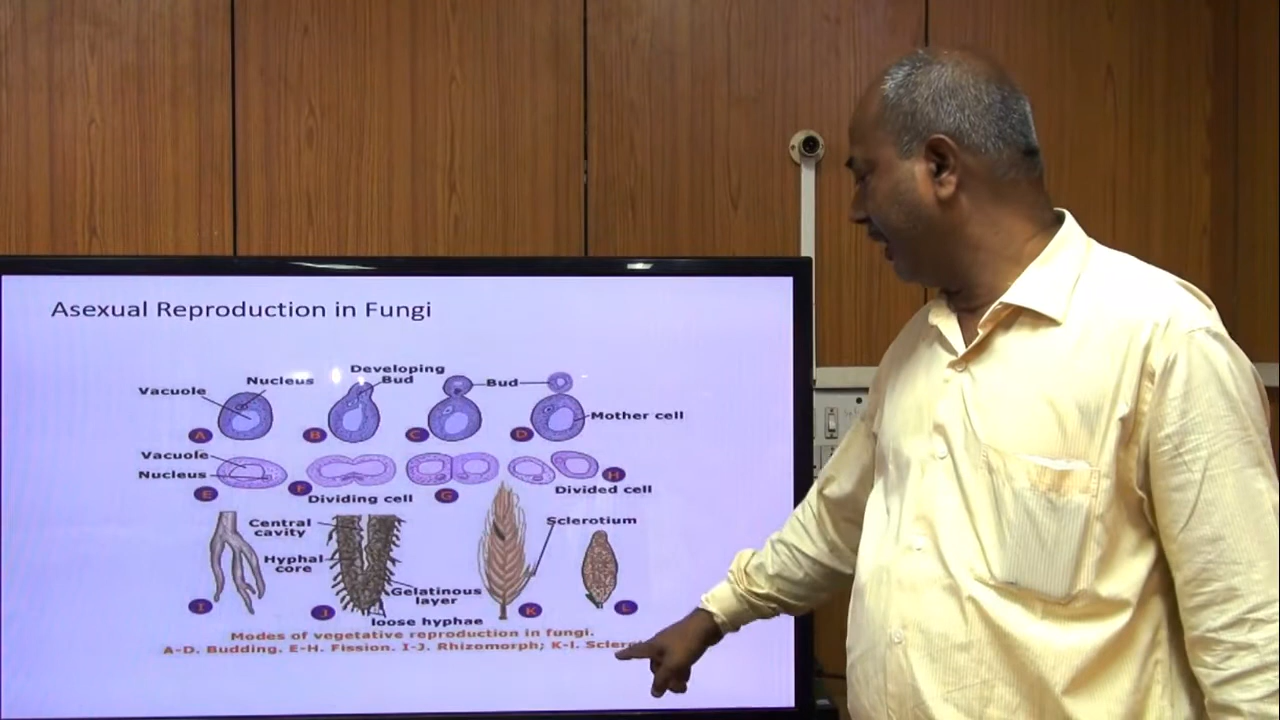 Asexual Reproduction in Fungi
Developing
Bud
Nucleus
Vacuole
Bud
Mother cell
A
B
C
D
Vacuole
Nucleus
E
F
G
H
Dividing cell
Divided cell
Central
cavity
Hyphal
core
Sclerotium
Gelatinous
layer
loose hyphae
I
J
K
L
Modes of vegetative reproduction in fungi.
A-D. Budding. E-H. Fission. I-J. Rhizomorph; K-l.